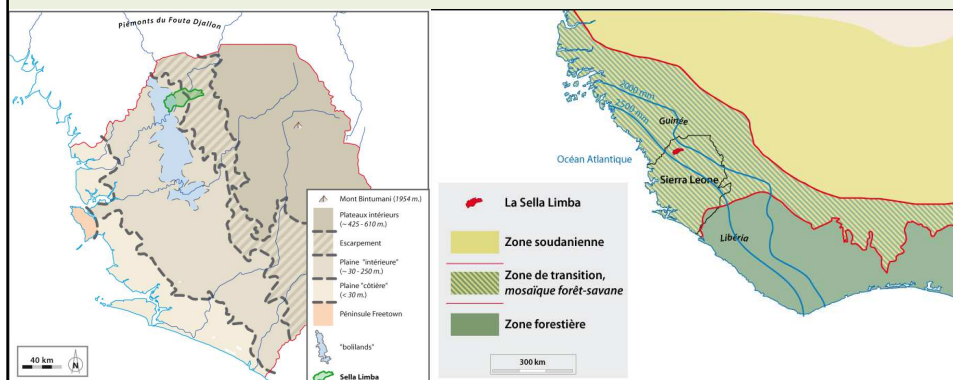 Piémonts du Fouta Djallon
Mont Bintumani (1954 m.)
Plateaux intérieurs
(~ 425 - 610 m.)
Escarpement
Plaine "intérieure"
(~ 30 - 250 m.)
Plaine "côtière"
(< 30 m.)
Péninsule Freetown
"bolilands"
Sella Limba
40 km
N
2000 mm
2500 mm
Guinée
Océan Atlantique
Sierra Leone
Libéria
La Sella Limba
Zone soudanienne
Zone de transition,
mosaïque forêt-savane
Zone forestière
300 km